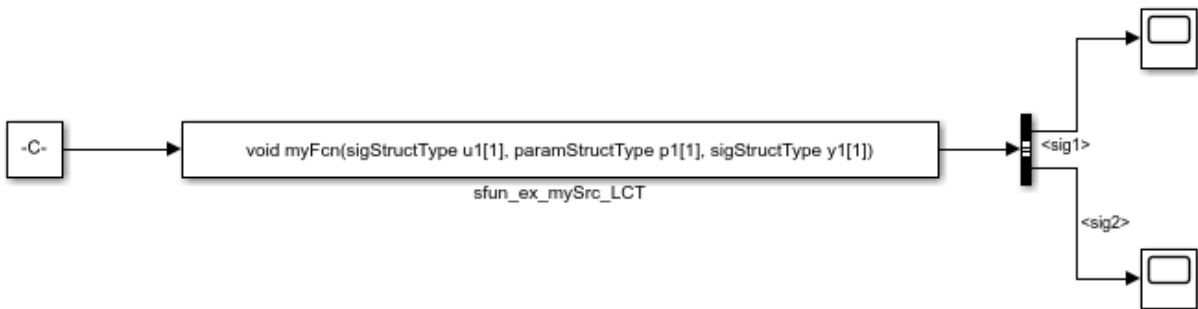 -C-
void myFcn(sigStructType u1[1], paramStructType p1[1], sigStructType y1[1])
sfun_ex_mySrc_LCT
<sig1>
<sig2>